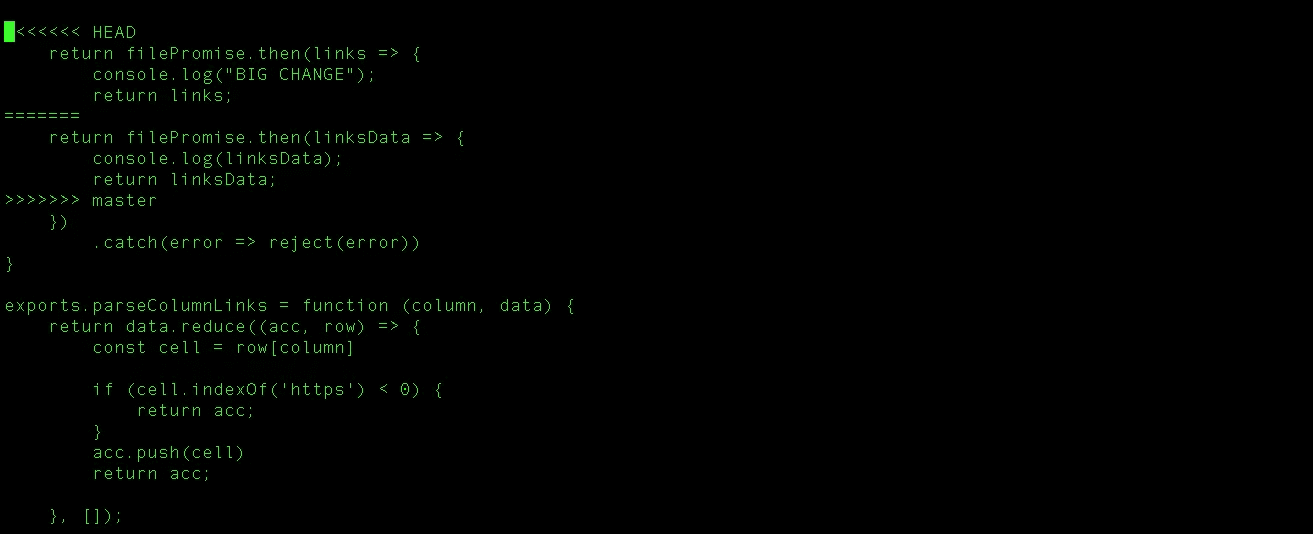 <<<<<< HEAD
    return filePromise.then(links => {
        console.log("BIG CHANGE");
        return links;
=======
    return filePromise.then(linksData => {
        console.log(linksData);
        return linksData;
>>>>>>> master
    })
        .catch(error => reject(error))
}

exports.parseColumnLinks = function (column, data) {
    return data.reduce((acc, row) => {
        const cell = row[column]

        if (cell.indexOf('https') < 0) {
            return acc;
        }
        acc.push(cell)
        return acc;

    }, []);